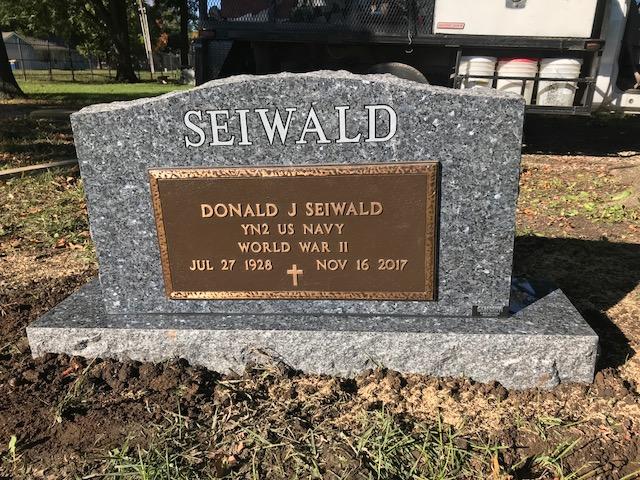 SEIWALD
DONALD J SEIWALD
YN2 US NAVY
WORLD WAR II
JUL 27 1928 NOV 16 2017